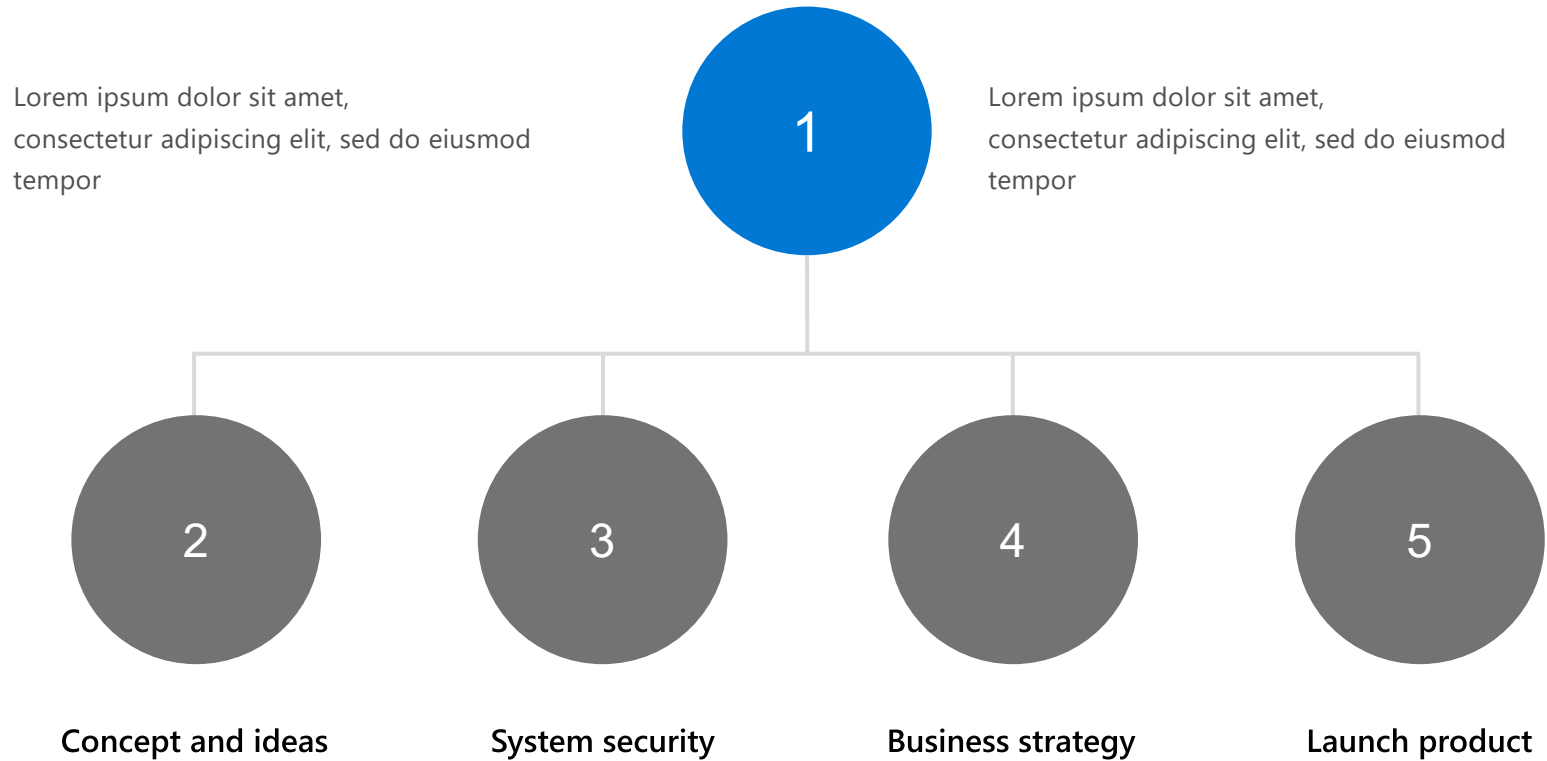 Lorem ipsum dolor sit amet,
consectetur adipiscing elit, sed do eiusmod
tempor
1
Lorem ipsum dolor sit amet,
consectetur adipiscing elit, sed do eiusmod
tempor
2
3
4
5
Concept and ideas
System security
Business strategy
Launch product